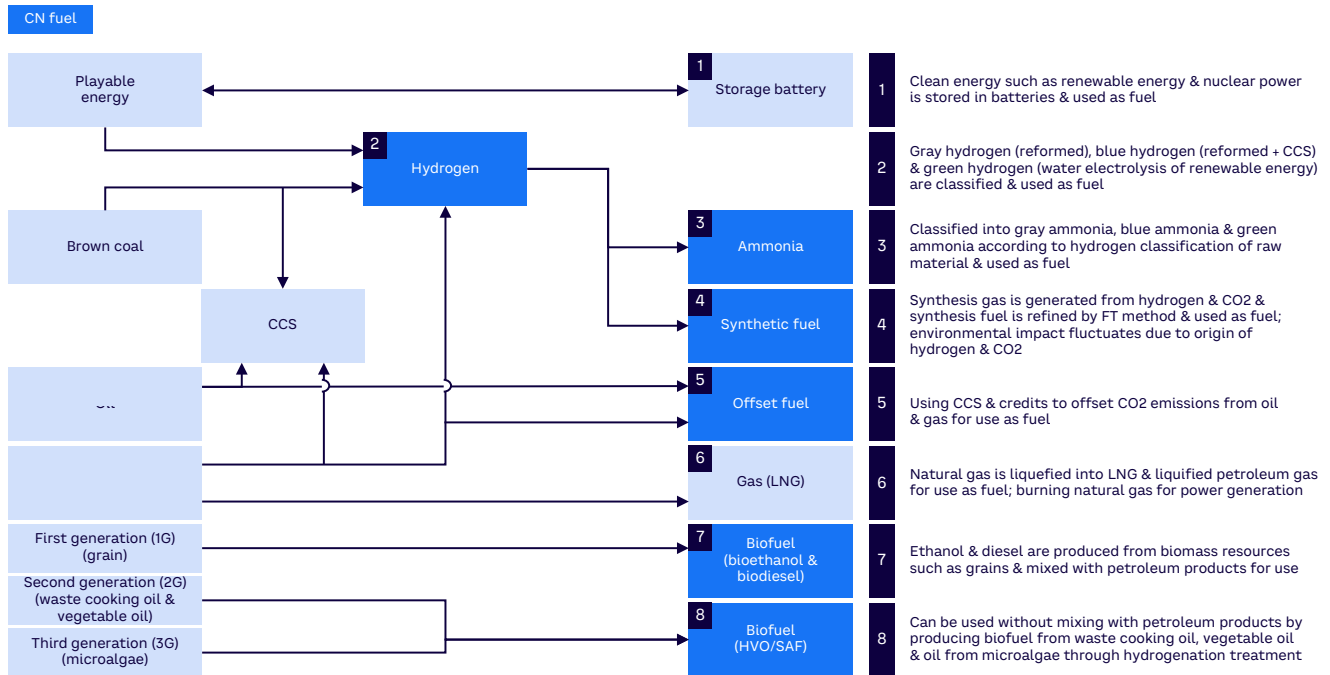 CN fuel
Playable
energy
1
Storage battery
1
Clean energy such as renewable energy & nuclear power
is stored in batteries & used as fuel
2
Hydrogen
2
Gray hydrogen (reformed), blue hydrogen (reformed + CCS)
& green hydrogen (water electrolysis of renewable energy)
are classified & used as fuel
Brown coal
3
Ammonia
3
Classified into gray ammonia, blue ammonia & green
ammonia according to hydrogen classification of raw
material & used as fuel
CCS
4
Synthetic fuel
4
Synthesis gas is generated from hydrogen & CO2 &
synthesis fuel is refined by FT method & used as fuel;
environmental impact fluctuates due to origin of
hydrogen & CO2
5
Offset fuel
5
Using CCS & credits to offset CO2 emissions from oil
& gas for use as fuel
6
Gas (LNG)
6
Natural gas is liquefied into LNG & liquified petroleum gas
for use as fuel; burning natural gas for power generation
First generation (1G)
(grain)
7
Biofuel
(bioethanol &
biodiesel)
7
Ethanol & diesel are produced from biomass resources
such as grains & mixed with petroleum products for use
Second generation (2G)
(waste cooking oil &
vegetable oil)
Third generation (3G)
(microalgae)
8
Biofuel
(HVO/SAF)
8
Can be used without mixing with petroleum products by
producing biofuel from waste cooking oil, vegetable oil
& oil from microalgae through hydrogenation treatment